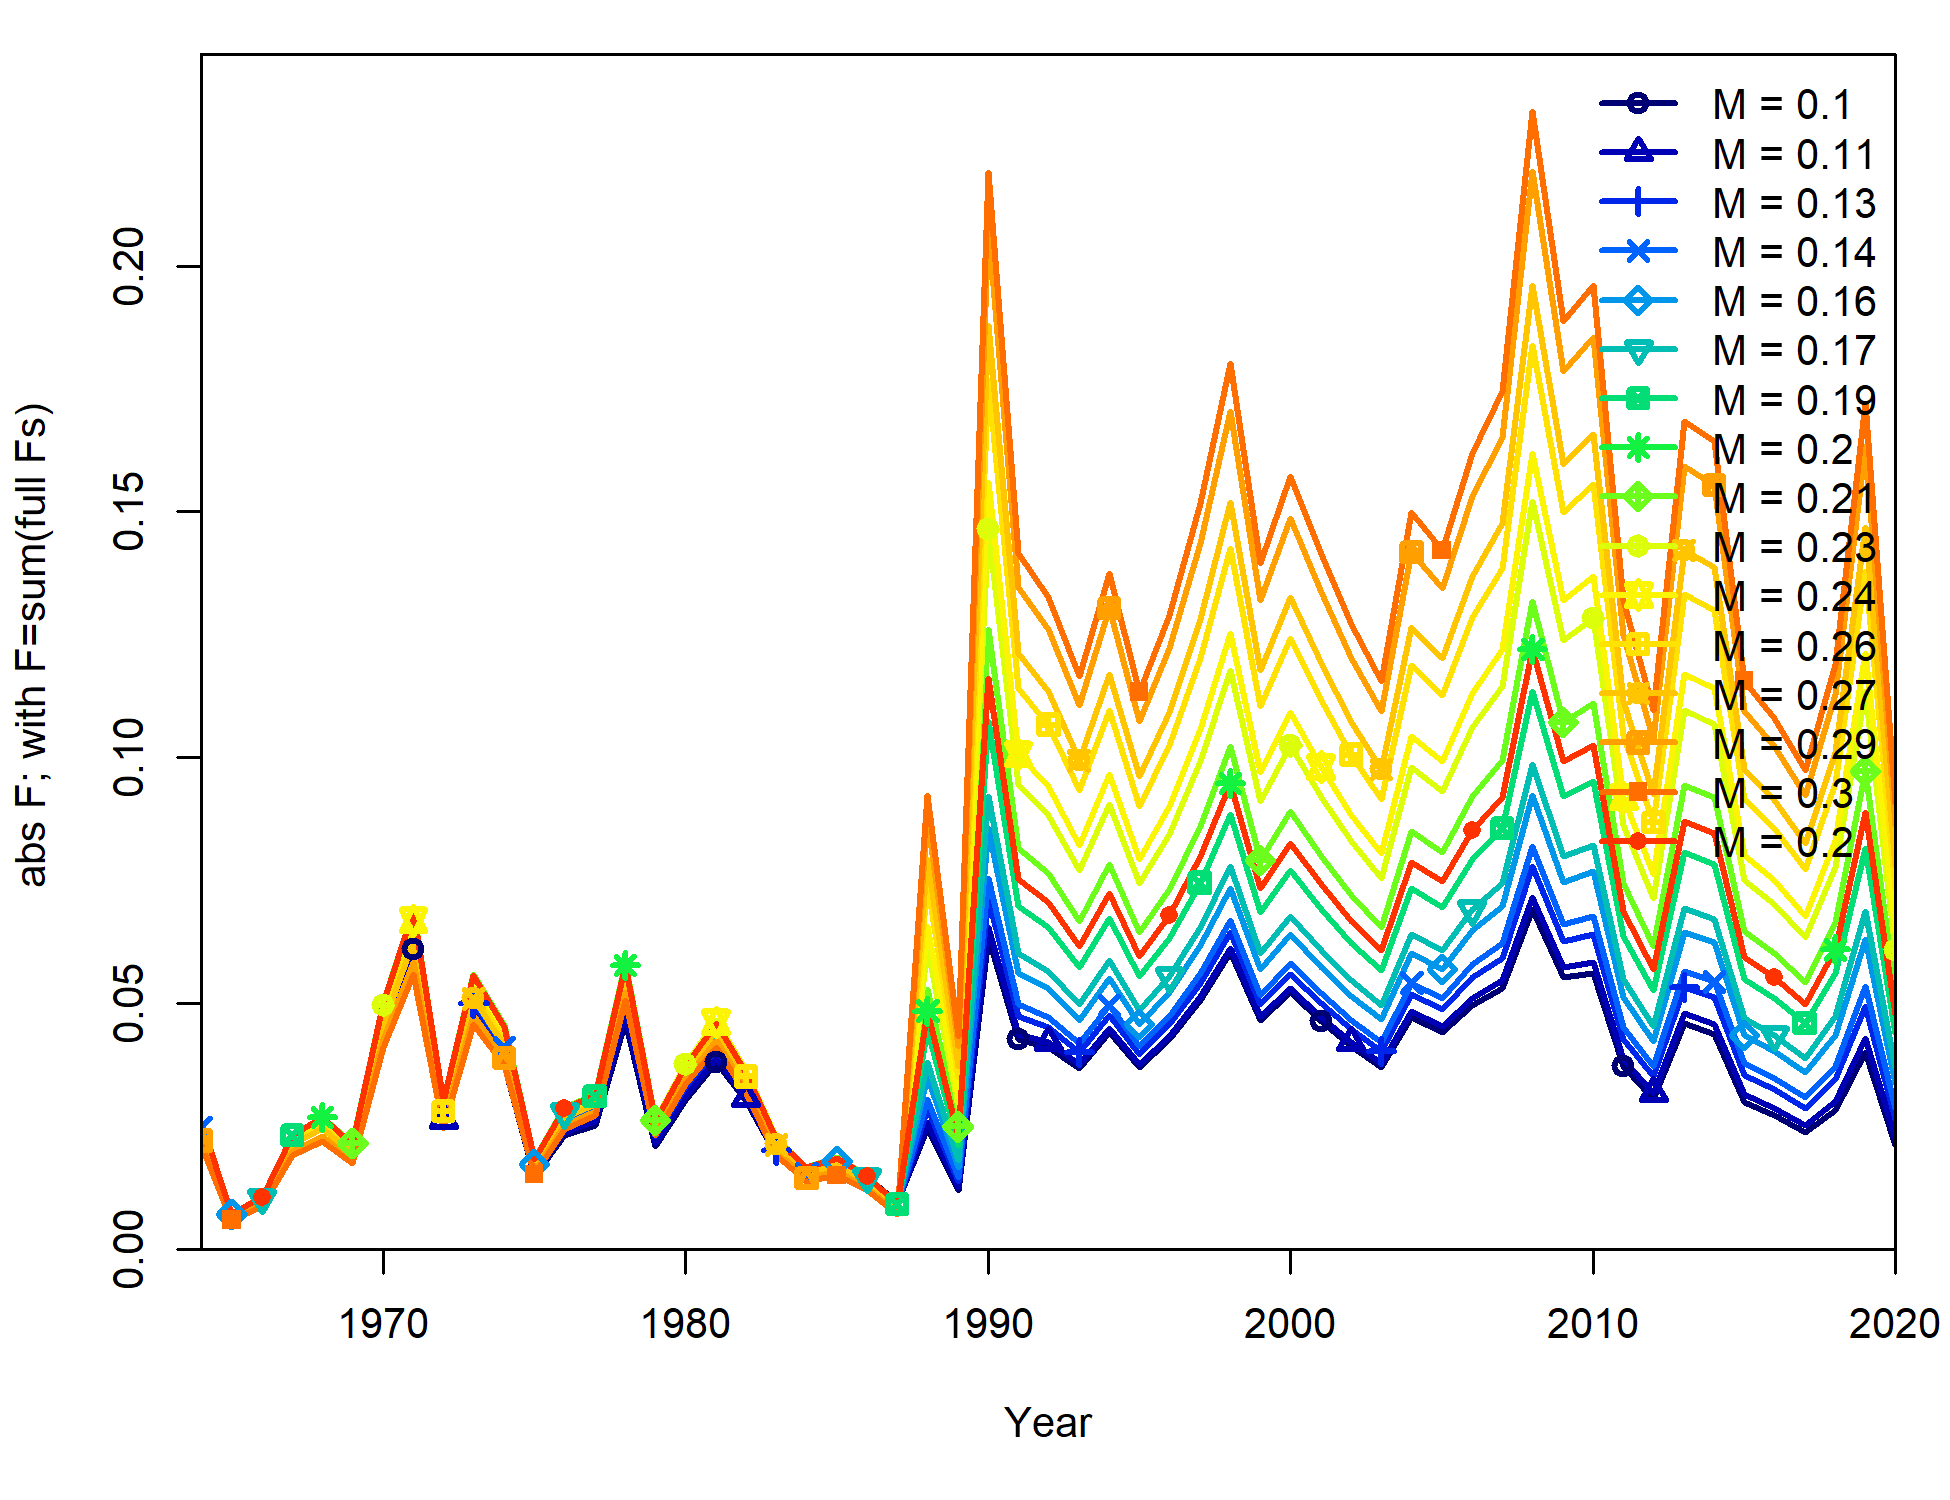 abs F; with F=sum(full Fs)
0.20
0.15
0.10
0.05
0.00
M = 0.1
M = 0.11
M = 0.13
M = 0.14
M = 0.16
M = 0.17
M = 0.19
M = 0.2
M = 0.21
M = 0.23
M = 0.24
M = 0.26
M = 0.27
M = 0.29
M = 0.3
M = 0.2
1970 1980 1990 2000 2010 2020
Year